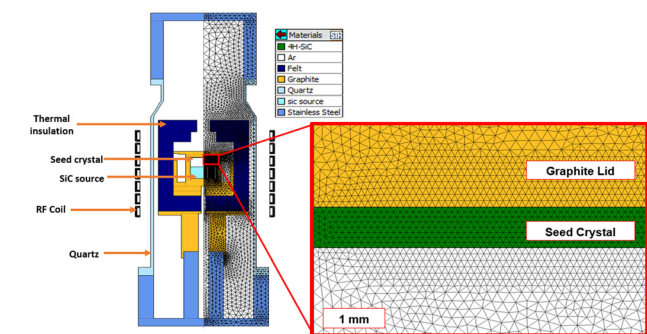 Materials
4H-SiC
Ar
Felt
Graphite
Quartz
sic source
Stainless Steel
Thermal
insulation
Seed crystal
SiC source
RF Coil
Quartz
Graphite Lid
Seed Crystal
1 mm